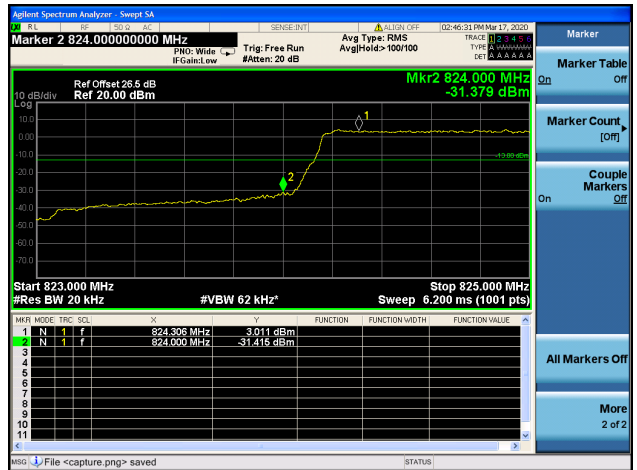 Agilent Spectrum Analyzer - Swept SA
RL RF 50 Ω AC SENSE:INT ALIGN OFF 02:46:31 PM Mar 17, 2020
Marker 2 824.000000000 MHz
PNO: Wide
IFGain:Low
Trig: Free Run
#Atten: 20 dB
Avg Type: RMS
Avg|Hold:> 100/100
TRACE 1 2 3 4 5 6
TYPE A
DET A A A A A A
Ref Offset 26.5 dB
10 dB/div Ref 20.00 dBm
Log
Mkr2 824.000 MHz
-31.379 dBm
10.0
0.00
-10.0
-20.0
-30.0
-40.0
-50.0
-60.0
-70.0
1
2
-13.00 dBm
Start 823.000 MHz Stop 825.000 MHz
#Res BW 20 kHz #VBW 62 kHz* Sweep 6.200 ms (1001 pts)
MKR MODE TRC SCL X Y FUNCTION FUNCTION WIDTH FUNCTION VALUE
1 N 1 f 824.306 MHz 3.011 dBm
2 N 1 f 824.000 MHz -31.415 dBm
3
4
5
6
7
8
9
10
11
MSG File <capture.png> saved STATUS
Marker
Marker Table
On Off
Marker Count
[Off]
Couple
Markers
On Off
All Markers Off
More
2 of 2